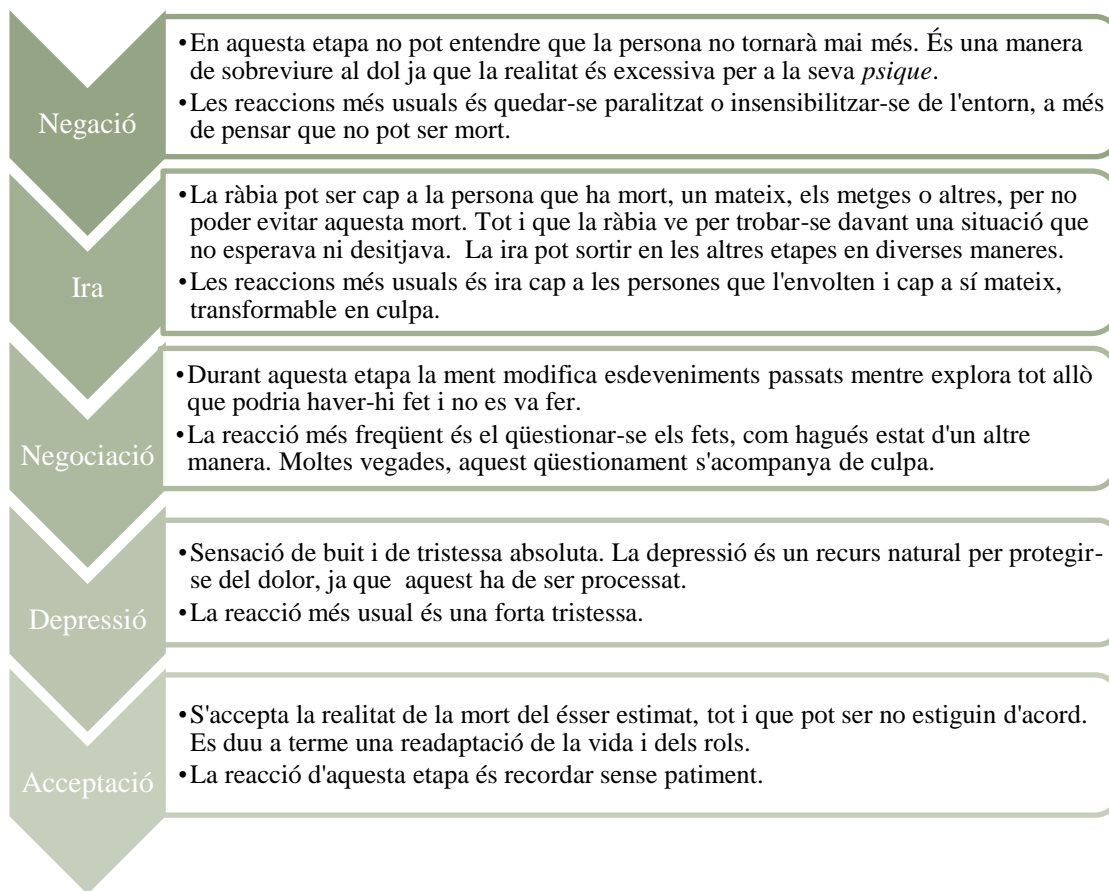 Negació
•En aquesta etapa no pot entendre que la persona no tornarà mai més. És una manera
de sobreviure al dol ja que la realitat és excessiva per a la seva psique.
•Les reaccions més usuals és quedar-se paralitzat o insensibilitzar-se de l'entorn, a més
de pensar que no pot ser mort.
Ira
•La ràbia pot ser cap a la persona que ha mort, un mateix, els metges o altres, per no
poder evitar aquesta mort. Tot i que la ràbia ve per trobar-se davant una situació que
no esperava ni desitjava.  La ira pot sortir en les altres etapes en diverses maneres.
•Les reaccions més usuals és ira cap a les persones que l'envolten i cap a sí mateix,
transformable en culpa.
Negociació
•Durant aquesta etapa la ment modifica esdeveniments passats mentre explora tot allò
que podria haver-hi fet i no es va fer.
•La reacció més freqüent és el qüestionar-se els fets, com hagués estat d'un altre
manera. Moltes vegades, aquest qüestionament s'acompanya de culpa.
Depressió
•Sensació de buit i de tristessa absoluta. La depressió és un recurs natural per protegir-
se del dolor, ja que  aquest ha de ser processat.
•La reacció més usual és una forta tristessa.
Acceptació
•S'accepta la realitat de la mort del ésser estimat, tot i que pot ser no estiguin d'acord.
Es duu a terme una readaptació de la vida i dels rols.
•La reacció d'aquesta etapa és recordar sense patiment.